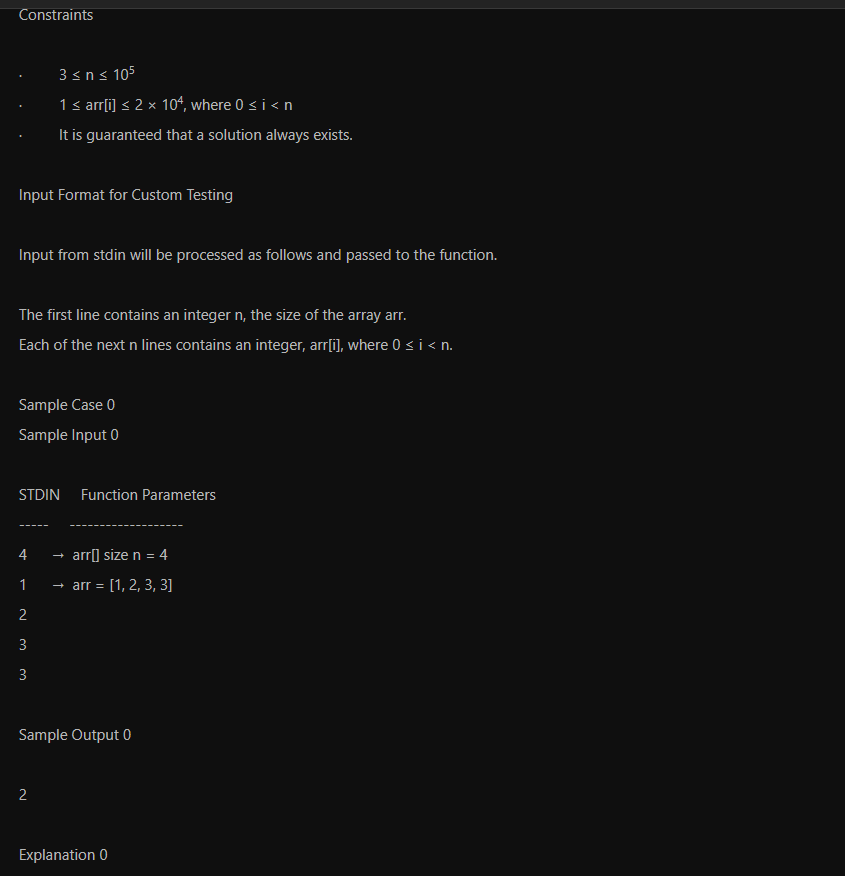 Constraints
· 3 ≤ n ≤ 10⁵
· 1 ≤ arr[i] ≤ 2 × 10⁴, where 0 ≤ i < n
· It is guaranteed that a solution always exists.
Input Format for Custom Testing
Input from stdin will be processed as follows and passed to the function.
The first line contains an integer n, the size of the array arr.
Each of the next n lines contains an integer, arr[i], where 0 ≤ i < n.
Sample Case 0
Sample Input 0
STDIN Function Parameters
----- -------------------
4 → arr[] size n = 4
1 → arr = [1, 2, 3, 3]
2
3
3
Sample Output 0
2
Explanation 0